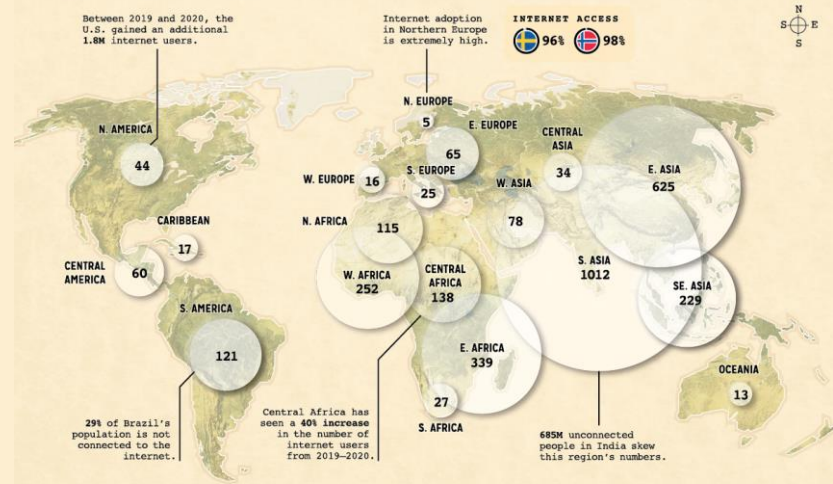 Between 2019 and 2020, the
U.S. gained an additional
1.8M internet users.
Internet adoption
in Northern Europe
is extremely high.
INTERNET ACCESS
96% 98%
N
S E
S
N. EUROPE
5
N. AMERICA
44
E. EUROPE
65
CENTRAL
ASIA
34
E. ASIA
625
W. EUROPE
16
S. EUROPE
25
W. ASIA
78
CARIBBEAN
17
N. AFRICA
115
CENTRAL
AMERICA
60
W. AFRICA
252
CENTRAL
AFRICA
138
S. ASIA
1012
SE. ASIA
229
S. AMERICA
121
E. AFRICA
339
OCEANIA
13
27
S. AFRICA
29% of Brazil's
population is not
connected to the
internet.
Central Africa has
seen a 40% increase
in the number of
internet users
from 2019–2020.
685M unconnected
people in India skew
this region's numbers.